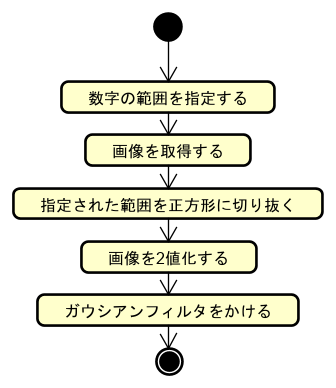 数字の範囲を指定する
画像を取得する
指定された範囲を正方形に切り抜く
画像を2値化する
ガウシアンフィルタをかける